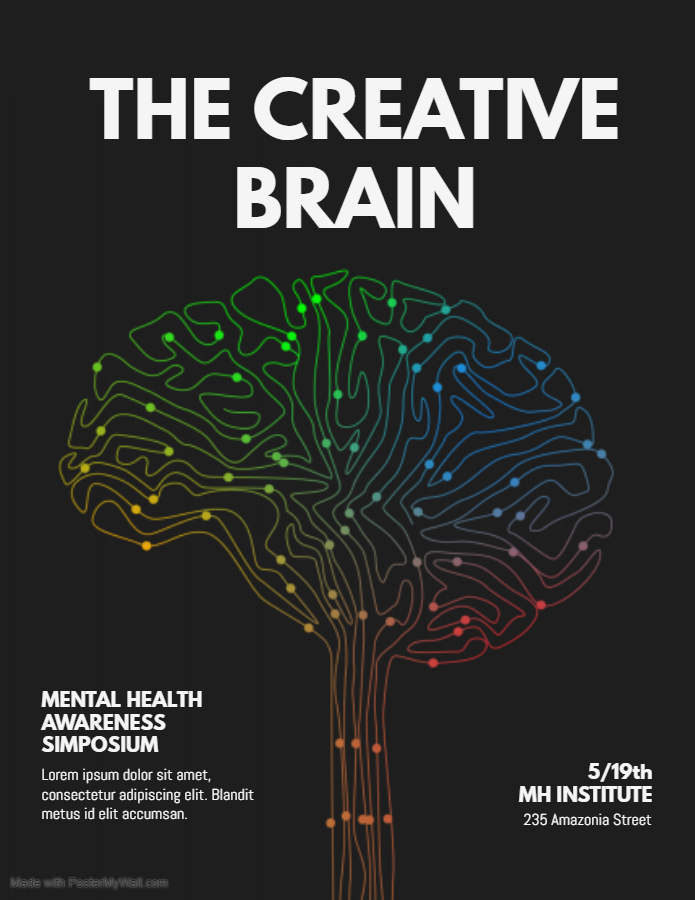 THE CREATIVE
BRAIN
MENTAL HEALTH
AWARENESS
SIMPOSIUM
Lorem ipsum dolor sit amet,
consectetur adipiscing elit. Blandit
metus id elit accumsan.
5/19th
MH INSTITUTE
235 Amazonia Street
Made with PosterMyWall.com